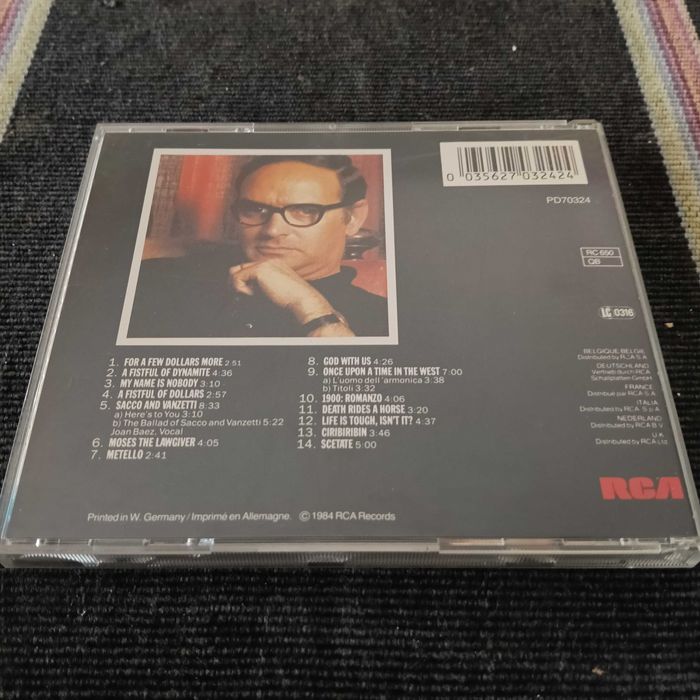 0 035627 032424
PD70324
RC 650
QB
LC 0316
1. FOR A FEW DOLLARS MORE 2:51
2. A FISTFUL OF DYNAMITE 4:36
3. MY NAME IS NOBODY 3:10
4. A FISTFUL OF DOLLARS 2:57
5. SACCO AND VANZETTI 8:33
a) Here's to You 3:10
b) The Ballad of Sacco and Vanzetti 5:22
Joan Baez, Vocal
6. MOSES THE LAWGIVER 4:05
7. METELLO 2:41
8. GOD WITH US 4:26
9. ONCE UPON A TIME IN THE WEST 7:00
a) L'uomo dell'armonica 3:38
b) Titoli 3:32
10. 1900: ROMANZO 4:00
11. DEATH RIDES A HORSE 3:20
12. LIFE IS TOUGH, ISN'T IT? 4:37
13. CIRIBIRIBIN 3:46
14. SCETATE 5:00
BELGIQUE/BELGIE
Distributed by RCA S.A.
DEUTSCHLAND
Vertrieb durch RCA
Schallplatten GmbH
FRANCE
Distribué par RCA S.A.
ITALIA
Distributed by RCA S.p.A.
NEDERLAND
Distributed by RCA B.V.
U.K.
Distributed by RCA Ltd.
RCA
Printed in W. Germany / Imprimé en Allemagne. © 1984 RCA Records